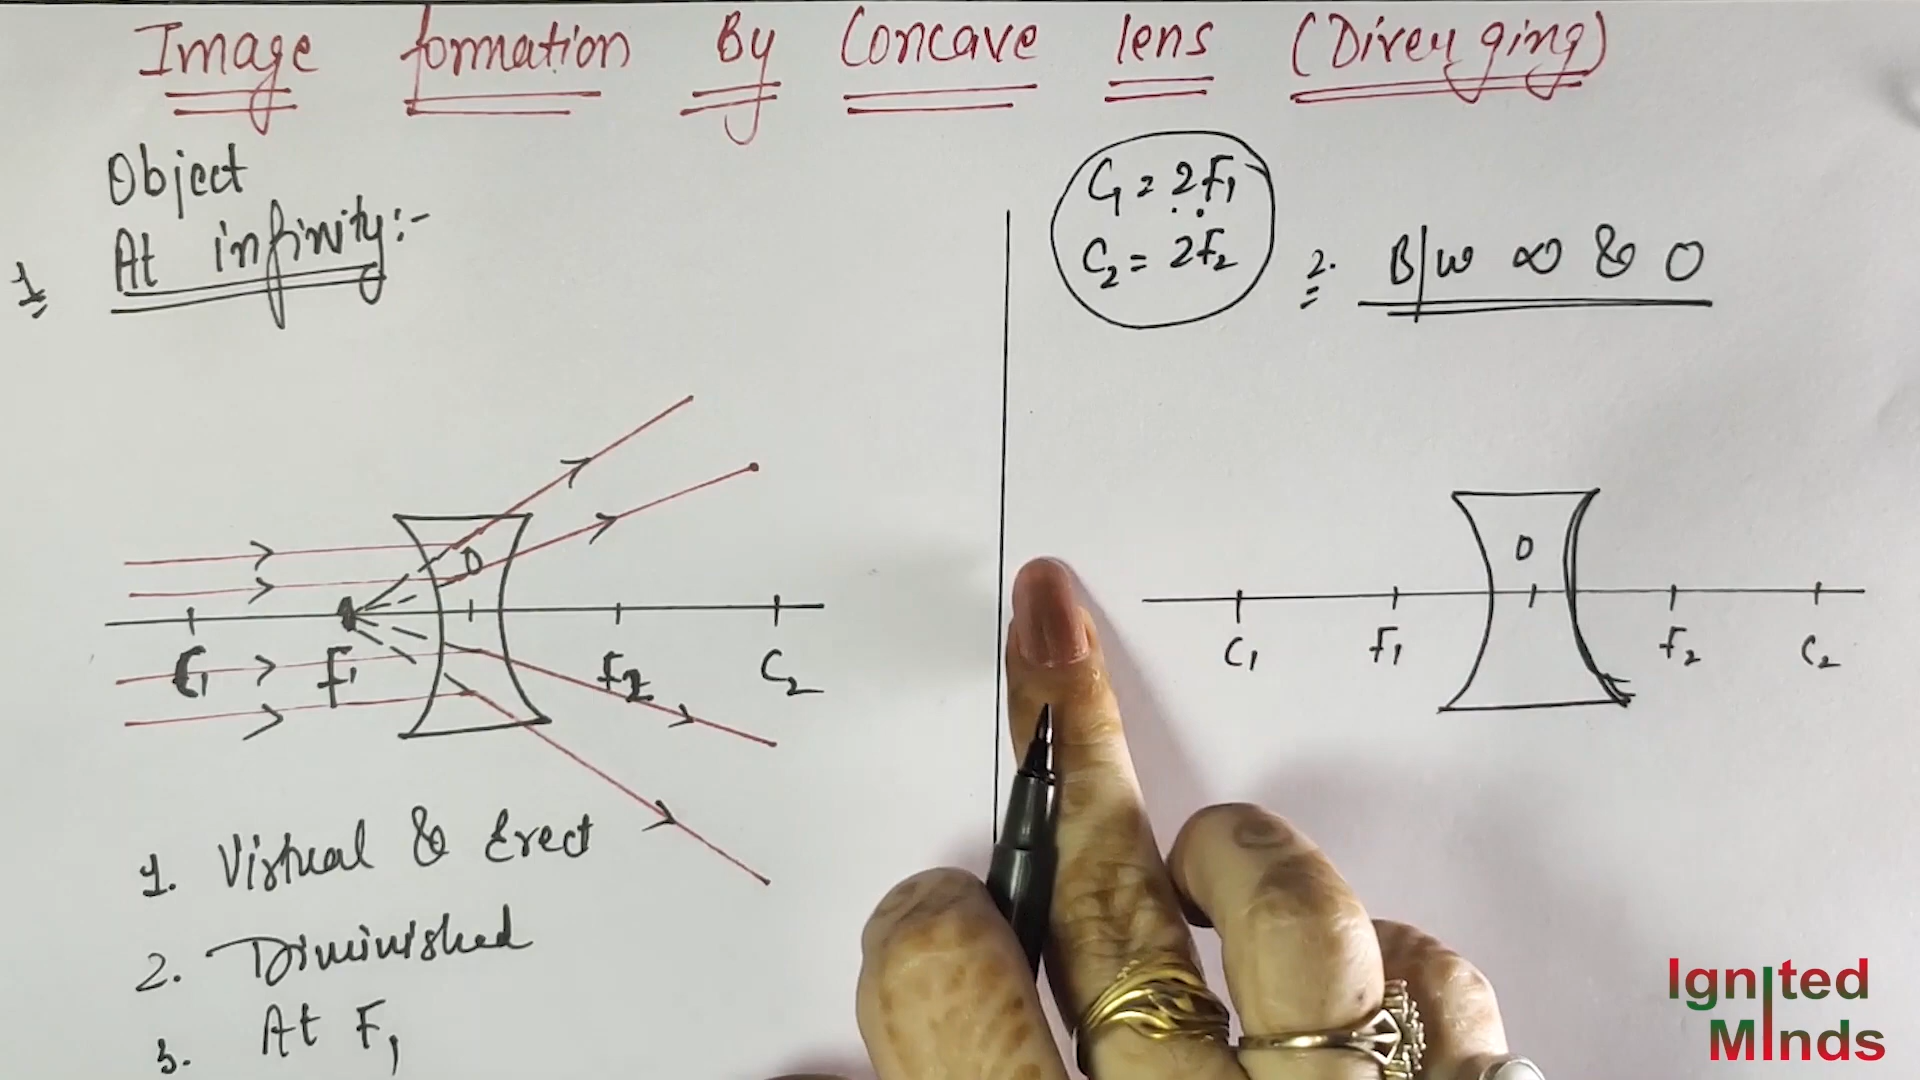 Image formation By Concave lens (Diverging)
Object
1 At infinity:-
C1 = 2F1
C2 = 2F2
2. B/w ∞ & O
O
C1 F1 F2 C2
O
C1 F1 F2 C2
1. Virtual & Erect
2. Diminished
3. At F1
Ignited
Minds